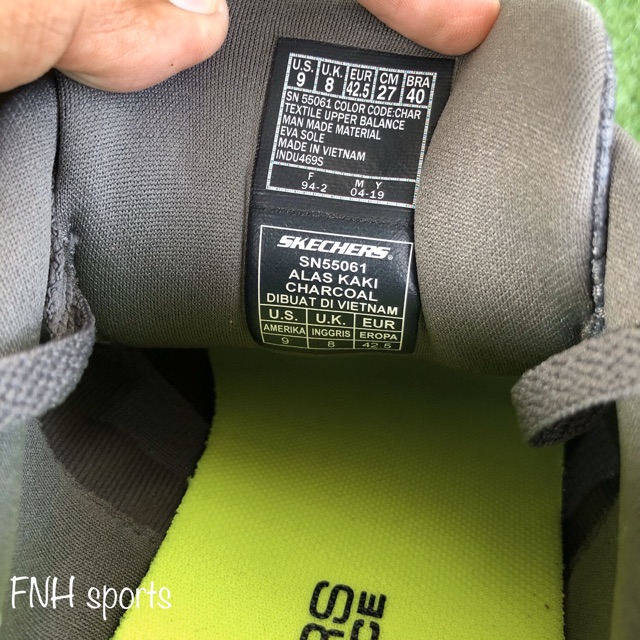 U.S. U.K. EUR CM BRA
9 8 42.5 27 40
SN 55061 COLOR CODE:CHAR
TEXTILE UPPER BALANCE
MAN MADE MATERIAL
EVA SOLE
MADE IN VIETNAM
INDU469S
F M Y
94-2 04-19
SKECHERS
SN55061
ALAS KAKI
CHARCOAL
DIBUAT DI VIETNAM
U.S. U.K. EUR
AMERIKA INGGRIS EROPA
9 8 42.5
RS
CE
FNH sports